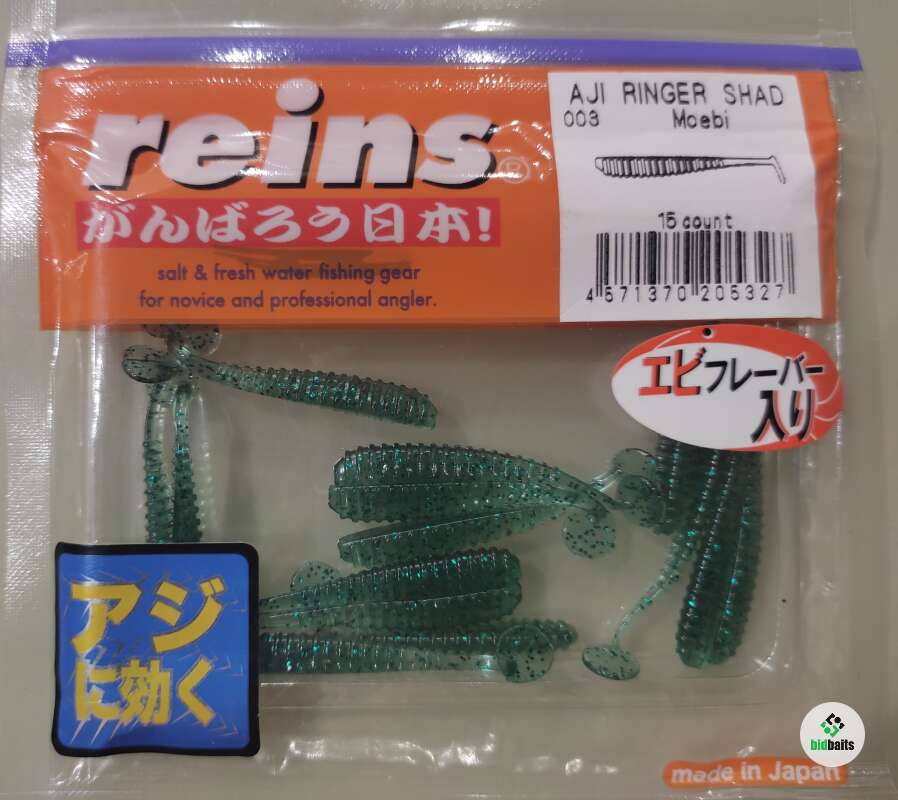 reins®
がんばろう日本!
salt & fresh water fishing gear
for novice and professional angler.
AJI RINGER SHAD
003 Moebi
15 count
4 571370 205327
エビフレーバー
入り
アジ
に効く
bidbaits
made in Japan